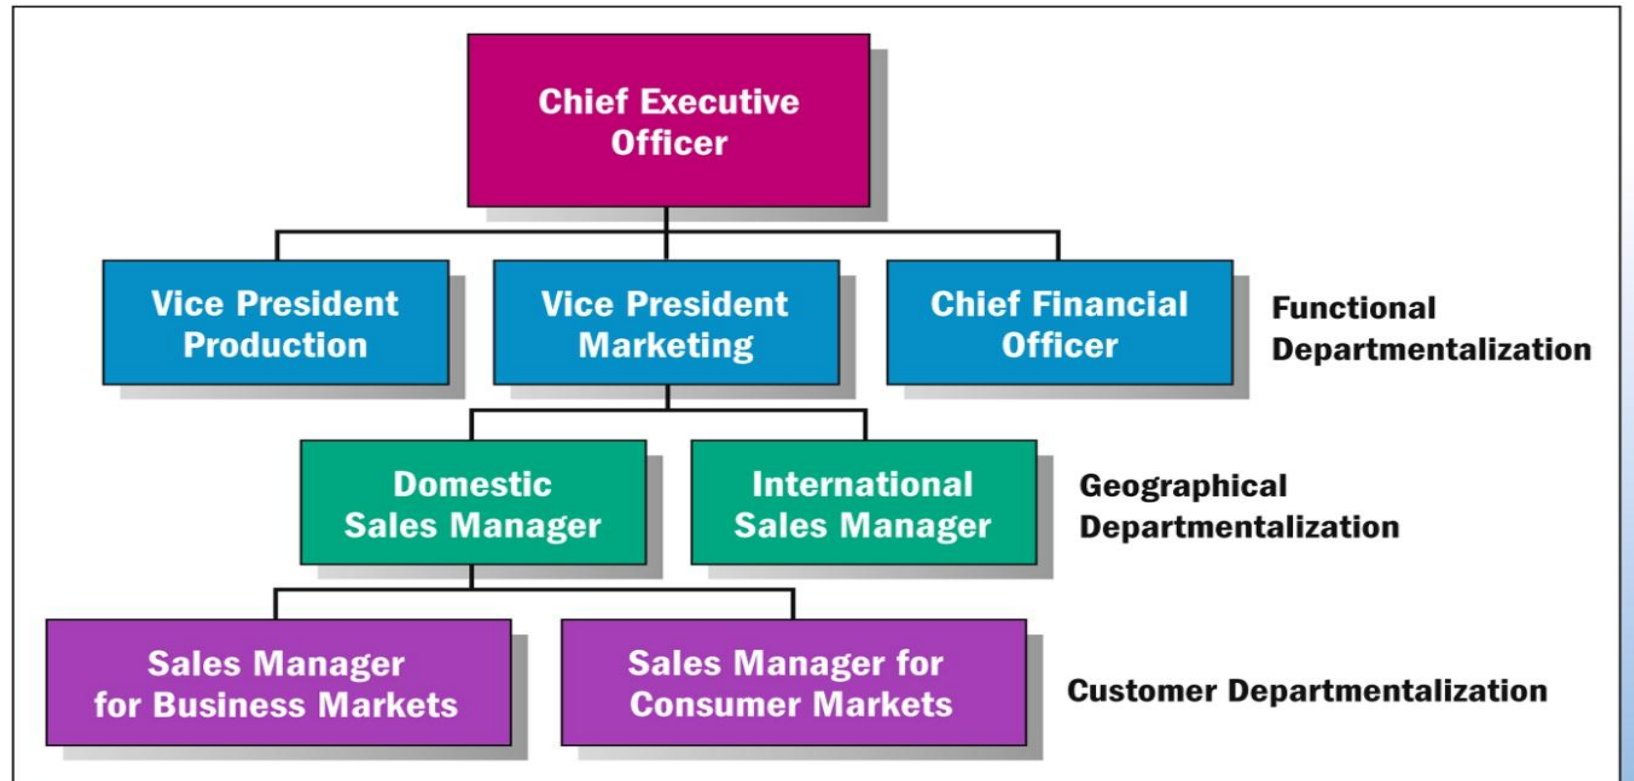 Chief Executive
Officer
Vice President
Production
Vice President
Marketing
Chief Financial
Officer
Functional
Departmentalization
Domestic
Sales Manager
International
Sales Manager
Geographical
Departmentalization
Sales Manager
for Business Markets
Sales Manager for
Consumer Markets
Customer Departmentalization